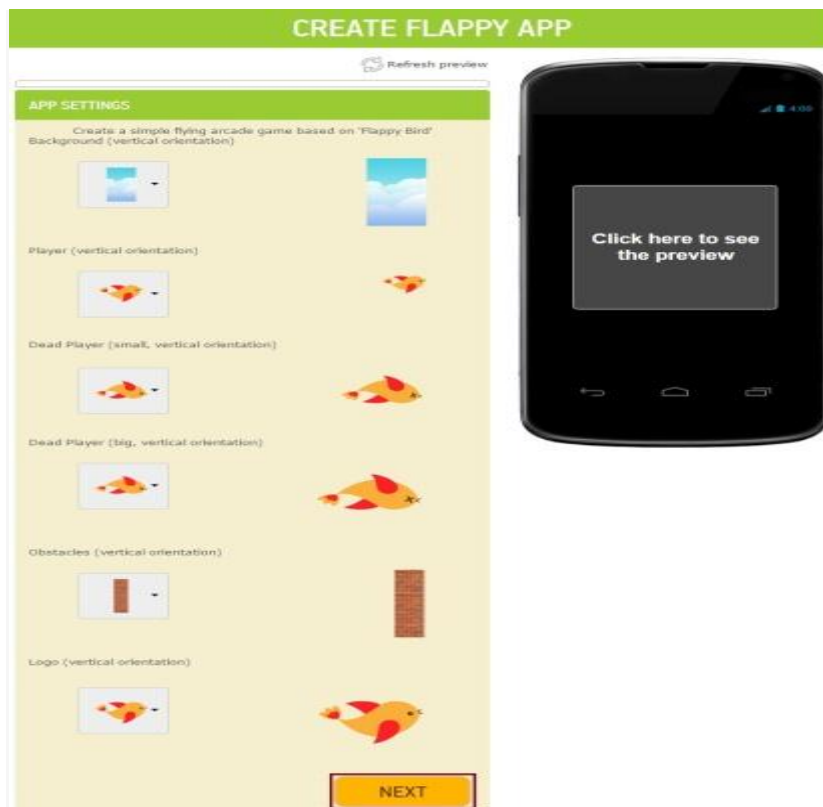 CREATE FLAPPY APP
Refresh preview
APP SETTINGS
Create a simple flying arcade game based on 'Flappy Bird'
Background (vertical orientation)
Player (vertical orientation)
Dead Player (small, vertical orientation)
Dead Player (big, vertical orientation)
Obstacles (vertical orientation)
Logo (vertical orientation)
NEXT
4:00
Click here to see
the preview